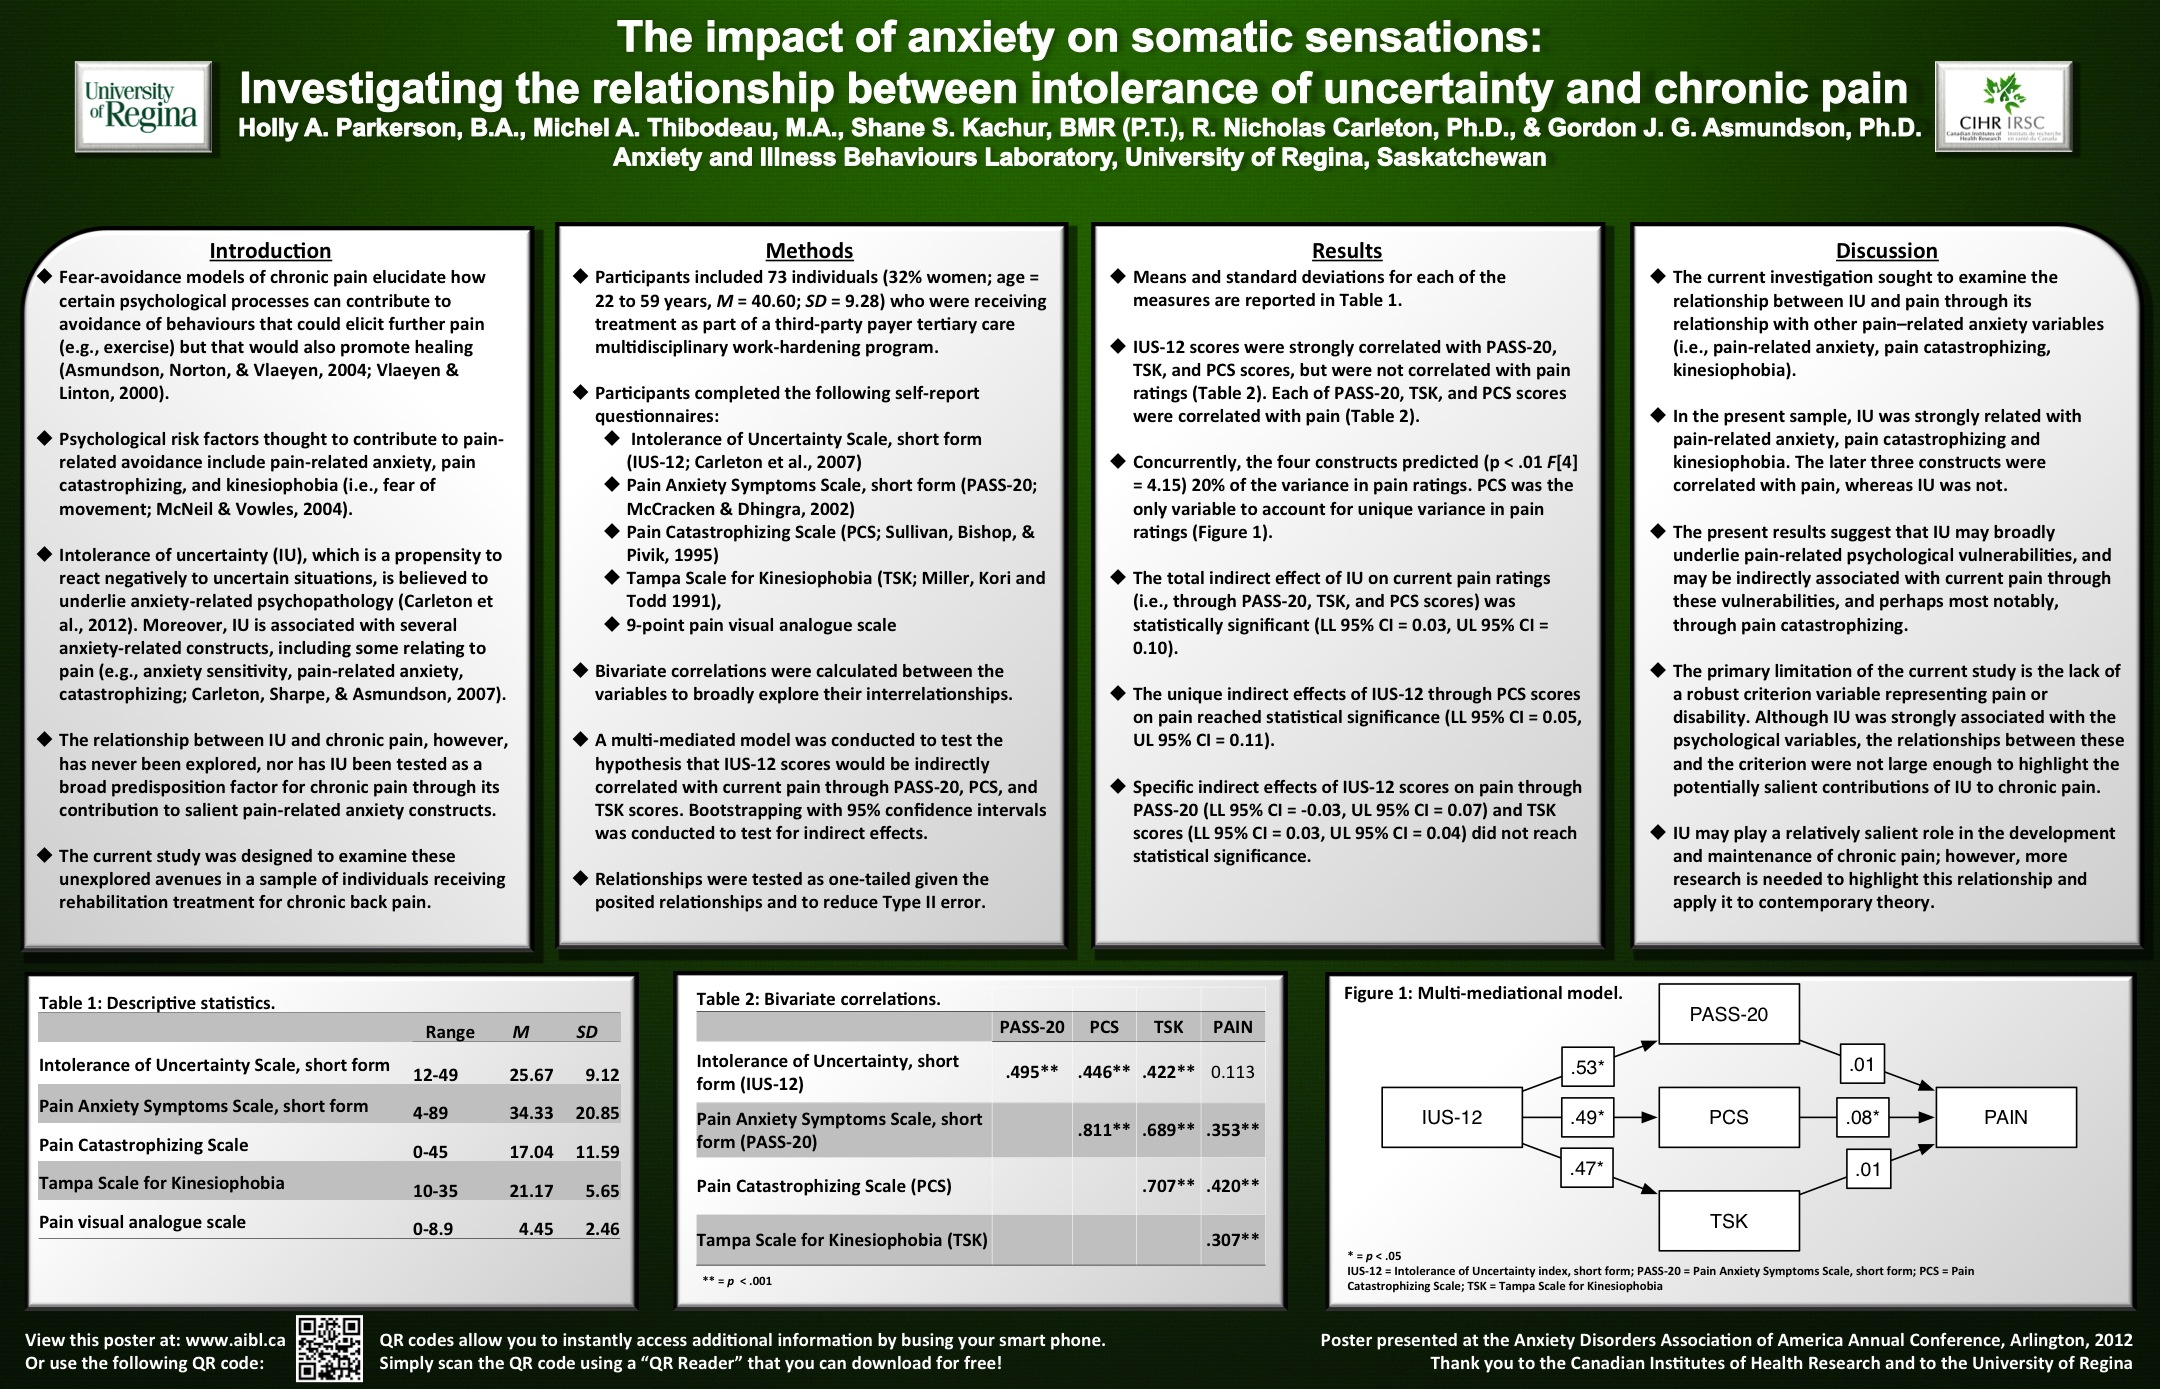 The impact of anxiety on somatic sensations:
Investigating the relationship between intolerance of uncertainty and chronic pain
Holly A. Parkerson, B.A., Michel A. Thibodeau, M.A., Shane S. Kachur, BMR (P.T.), R. Nicholas Carleton, Ph.D., & Gordon J. G. Asmundson, Ph.D.
Anxiety and Illness Behaviours Laboratory, University of Regina, Saskatchewan
University
of Regina
CIHR IRSC
Canadian Institutes of Health Research
Instituts de recherche en santé du Canada
Introduction
◆ Fear-avoidance models of chronic pain elucidate how
certain psychological processes can contribute to
avoidance of behaviours that could elicit further pain
(e.g., exercise) but that would also promote healing
(Asmundson, Norton, & Vlaeyen, 2004; Vlaeyen &
Linton, 2000).
◆ Psychological risk factors thought to contribute to pain-
related avoidance include pain-related anxiety, pain
catastrophizing, and kinesiophobia (i.e., fear of
movement; McNeil & Vowles, 2004).
◆ Intolerance of uncertainty (IU), which is a propensity to
react negatively to uncertain situations, is believed to
underlie anxiety-related psychopathology (Carleton et
al., 2012). Moreover, IU is associated with several
anxiety-related constructs, including some relating to
pain (e.g., anxiety sensitivity, pain-related anxiety,
catastrophizing; Carleton, Sharpe, & Asmundson, 2007).
◆ The relationship between IU and chronic pain, however,
has never been explored, nor has IU been tested as a
broad predisposition factor for chronic pain through its
contribution to salient pain-related anxiety constructs.
◆ The current study was designed to examine these
unexplored avenues in a sample of individuals receiving
rehabilitation treatment for chronic back pain.
Methods
◆ Participants included 73 individuals (32% women; age =
22 to 59 years, M = 40.60; SD = 9.28) who were receiving
treatment as part of a third-party payer tertiary care
multidisciplinary work-hardening program.
◆ Participants completed the following self-report
questionnaires:
◆ Intolerance of Uncertainty Scale, short form
(IUS-12; Carleton et al., 2007)
◆ Pain Anxiety Symptoms Scale, short form (PASS-20;
McCracken & Dhingra, 2002)
◆ Pain Catastrophizing Scale (PCS; Sullivan, Bishop, &
Pivik, 1995)
◆ Tampa Scale for Kinesiophobia (TSK; Miller, Kori and
Todd 1991),
◆ 9-point pain visual analogue scale
◆ Bivariate correlations were calculated between the
variables to broadly explore their interrelationships.
◆ A multi-mediated model was conducted to test the
hypothesis that IUS-12 scores would be indirectly
correlated with current pain through PASS-20, PCS, and
TSK scores. Bootstrapping with 95% confidence intervals
was conducted to test for indirect effects.
◆ Relationships were tested as one-tailed given the
posited relationships and to reduce Type II error.
Results
◆ Means and standard deviations for each of the
measures are reported in Table 1.
◆ IUS-12 scores were strongly correlated with PASS-20,
TSK, and PCS scores, but were not correlated with pain
ratings (Table 2). Each of PASS-20, TSK, and PCS scores
were correlated with pain (Table 2).
◆ Concurrently, the four constructs predicted (p < .01 F[4]
= 4.15) 20% of the variance in pain ratings. PCS was the
only variable to account for unique variance in pain
ratings (Figure 1).
◆ The total indirect effect of IU on current pain ratings
(i.e., through PASS-20, TSK, and PCS scores) was
statistically significant (LL 95% CI = 0.03, UL 95% CI =
0.10).
◆ The unique indirect effects of IUS-12 through PCS scores
on pain reached statistical significance (LL 95% CI = 0.05,
UL 95% CI = 0.11).
◆ Specific indirect effects of IUS-12 scores on pain through
PASS-20 (LL 95% CI = -0.03, UL 95% CI = 0.07) and TSK
scores (LL 95% CI = 0.03, UL 95% CI = 0.04) did not reach
statistical significance.
Discussion
◆ The current investigation sought to examine the
relationship between IU and pain through its
relationship with other pain–related anxiety variables
(i.e., pain-related anxiety, pain catastrophizing,
kinesiophobia).
◆ In the present sample, IU was strongly related with
pain-related anxiety, pain catastrophizing and
kinesiophobia. The later three constructs were
correlated with pain, whereas IU was not.
◆ The present results suggest that IU may broadly
underlie pain-related psychological vulnerabilities, and
may be indirectly associated with current pain through
these vulnerabilities, and perhaps most notably,
through pain catastrophizing.
◆ The primary limitation of the current study is the lack of
a robust criterion variable representing pain or
disability. Although IU was strongly associated with the
psychological variables, the relationships between these
and the criterion were not large enough to highlight the
potentially salient contributions of IU to chronic pain.
◆ IU may play a relatively salient role in the development
and maintenance of chronic pain; however, more
research is needed to highlight this relationship and
apply it to contemporary theory.
Table 1: Descriptive statistics.
Range M SD
Intolerance of Uncertainty Scale, short form 12-49 25.67 9.12
Pain Anxiety Symptoms Scale, short form 4-89 34.33 20.85
Pain Catastrophizing Scale 0-45 17.04 11.59
Tampa Scale for Kinesiophobia 10-35 21.17 5.65
Pain visual analogue scale 0-8.9 4.45 2.46
Table 2: Bivariate correlations.
PASS-20 PCS TSK PAIN
Intolerance of Uncertainty, short
form (IUS-12) .495** .446** .422** 0.113
Pain Anxiety Symptoms Scale, short
form (PASS-20) .811** .689** .353**
Pain Catastrophizing Scale (PCS) .707** .420**
Tampa Scale for Kinesiophobia (TSK) .307**
** = p < .001
Figure 1: Multi-mediational model.
PASS-20
.53* .01
IUS-12 .49* PCS .08* PAIN
.47* .01
TSK
* = p < .05
IUS-12 = Intolerance of Uncertainty index, short form; PASS-20 = Pain Anxiety Symptoms Scale, short form; PCS = Pain
Catastrophizing Scale; TSK = Tampa Scale for Kinesiophobia
View this poster at: www.aibl.ca
Or use the following QR code:
QR codes allow you to instantly access additional information by busing your smart phone.
Simply scan the QR code using a “QR Reader” that you can download for free!
Poster presented at the Anxiety Disorders Association of America Annual Conference, Arlington, 2012
Thank you to the Canadian Institutes of Health Research and to the University of Regina